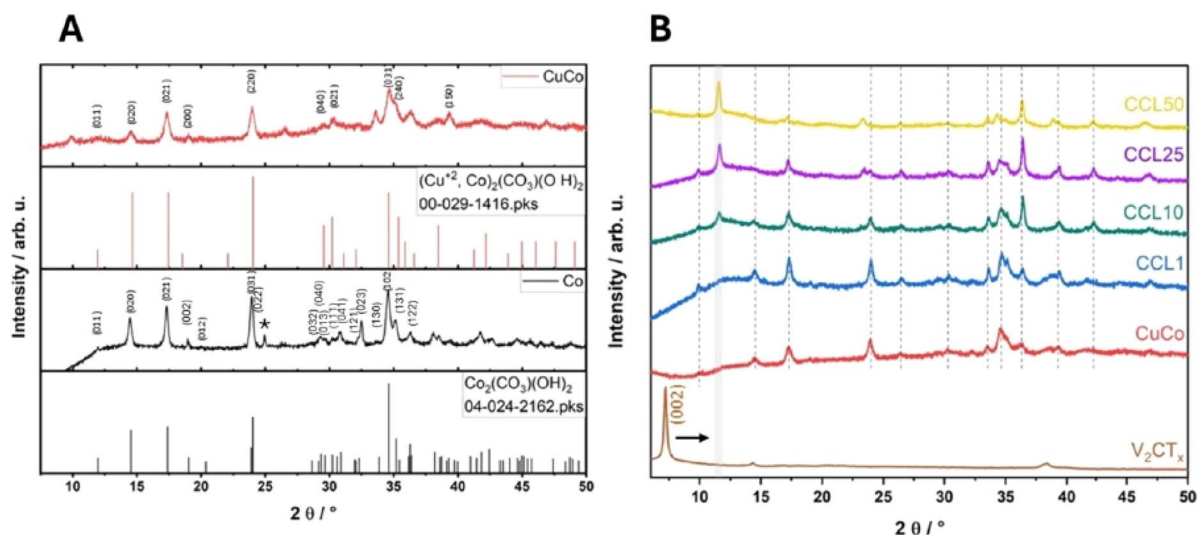 A
CuCo
(011)
(020)
(021)
(200)
(220)
(040)
(021)
(031)
(240)
(150)
(Cu⁺², Co)₂(CO₃)(O H)₂
00-029-1416.pks
Co
(011)
(020)
(021)
(002)
(012)
(031)
(022)
*
(032)
(040)
(013)
(111)
(041)
(121)
(023)
(130)
102
(131)
(122)
Co₂(CO₃)(OH)₂
04-024-2162.pks
Intensity / arb. u.
10 15 20 25 30 35 40 45 50
2 θ / °
B
CCL50
CCL25
CCL10
CCL1
CuCo
V₂CTₓ
(002)
Intensity / arb. u.
10 15 20 25 30 35 40 45 50
2 θ / °